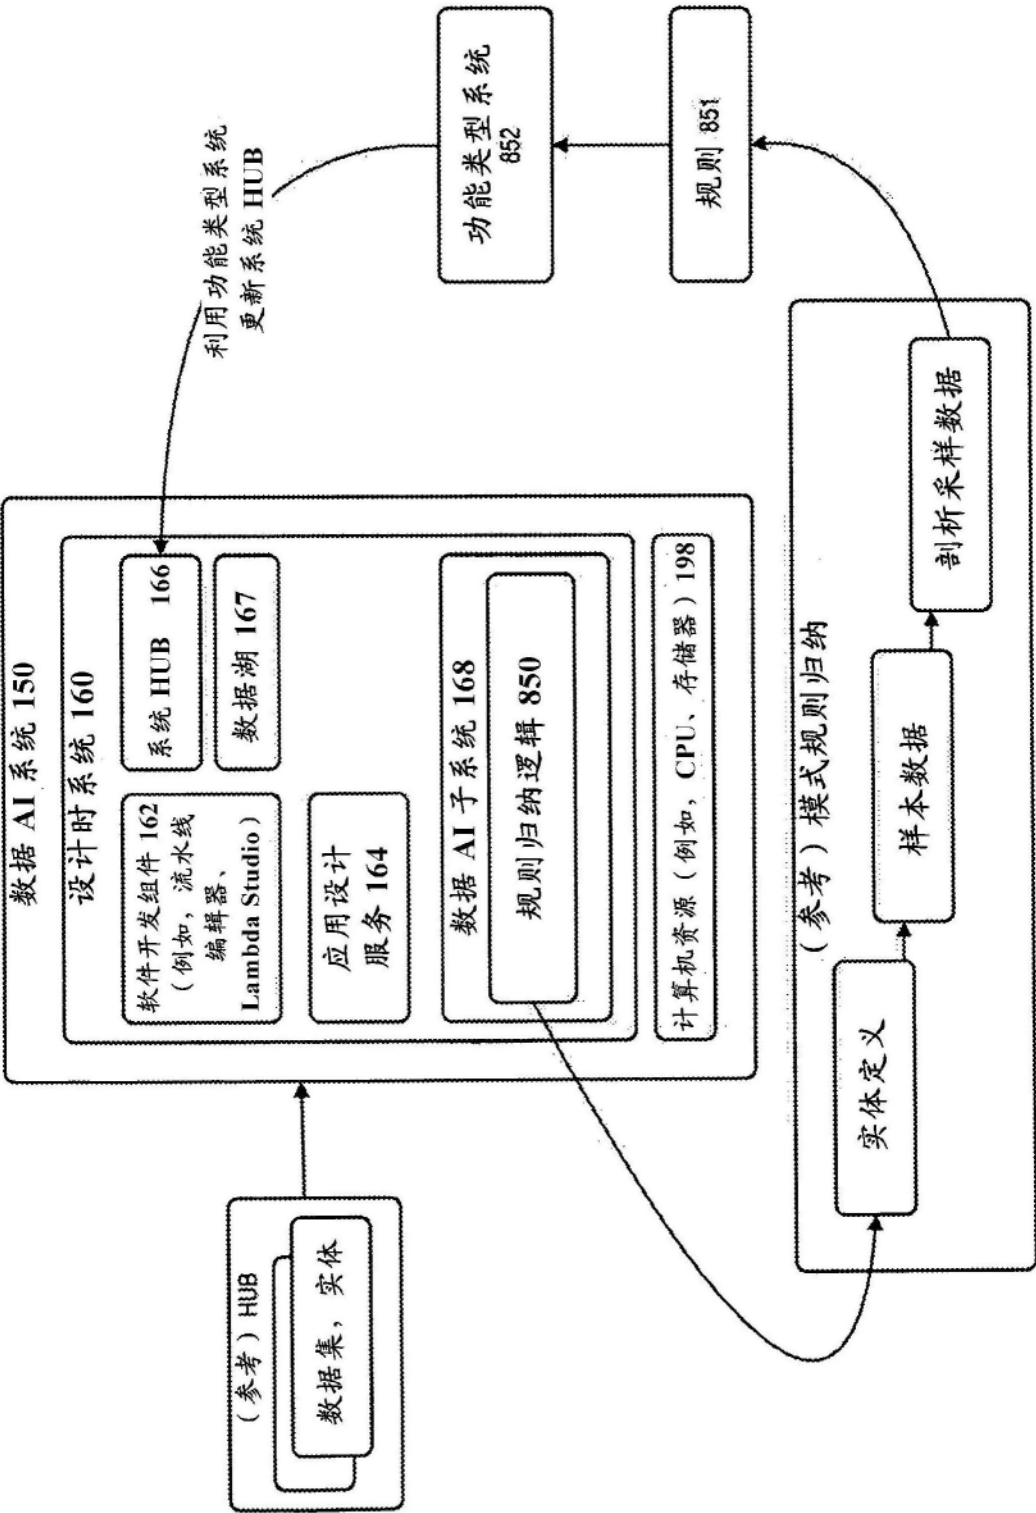 （参考）HUB
数据集，实体
数据 AI 系统 150
设计时系统 160
软件开发组件 162
（例如，流水线
编辑器、
Lambda Studio）
系统 HUB 166
数据湖 167
应用设计
服务 164
数据 AI 子系统 168
规则归纳逻辑 850
计算机资源（例如，CPU、存储器）198
利用功能类型系统
更新系统 HUB
功能类型系统
852
规则 851
（参考）模式规则归纳
实体定义
样本数据
剖析采样数据